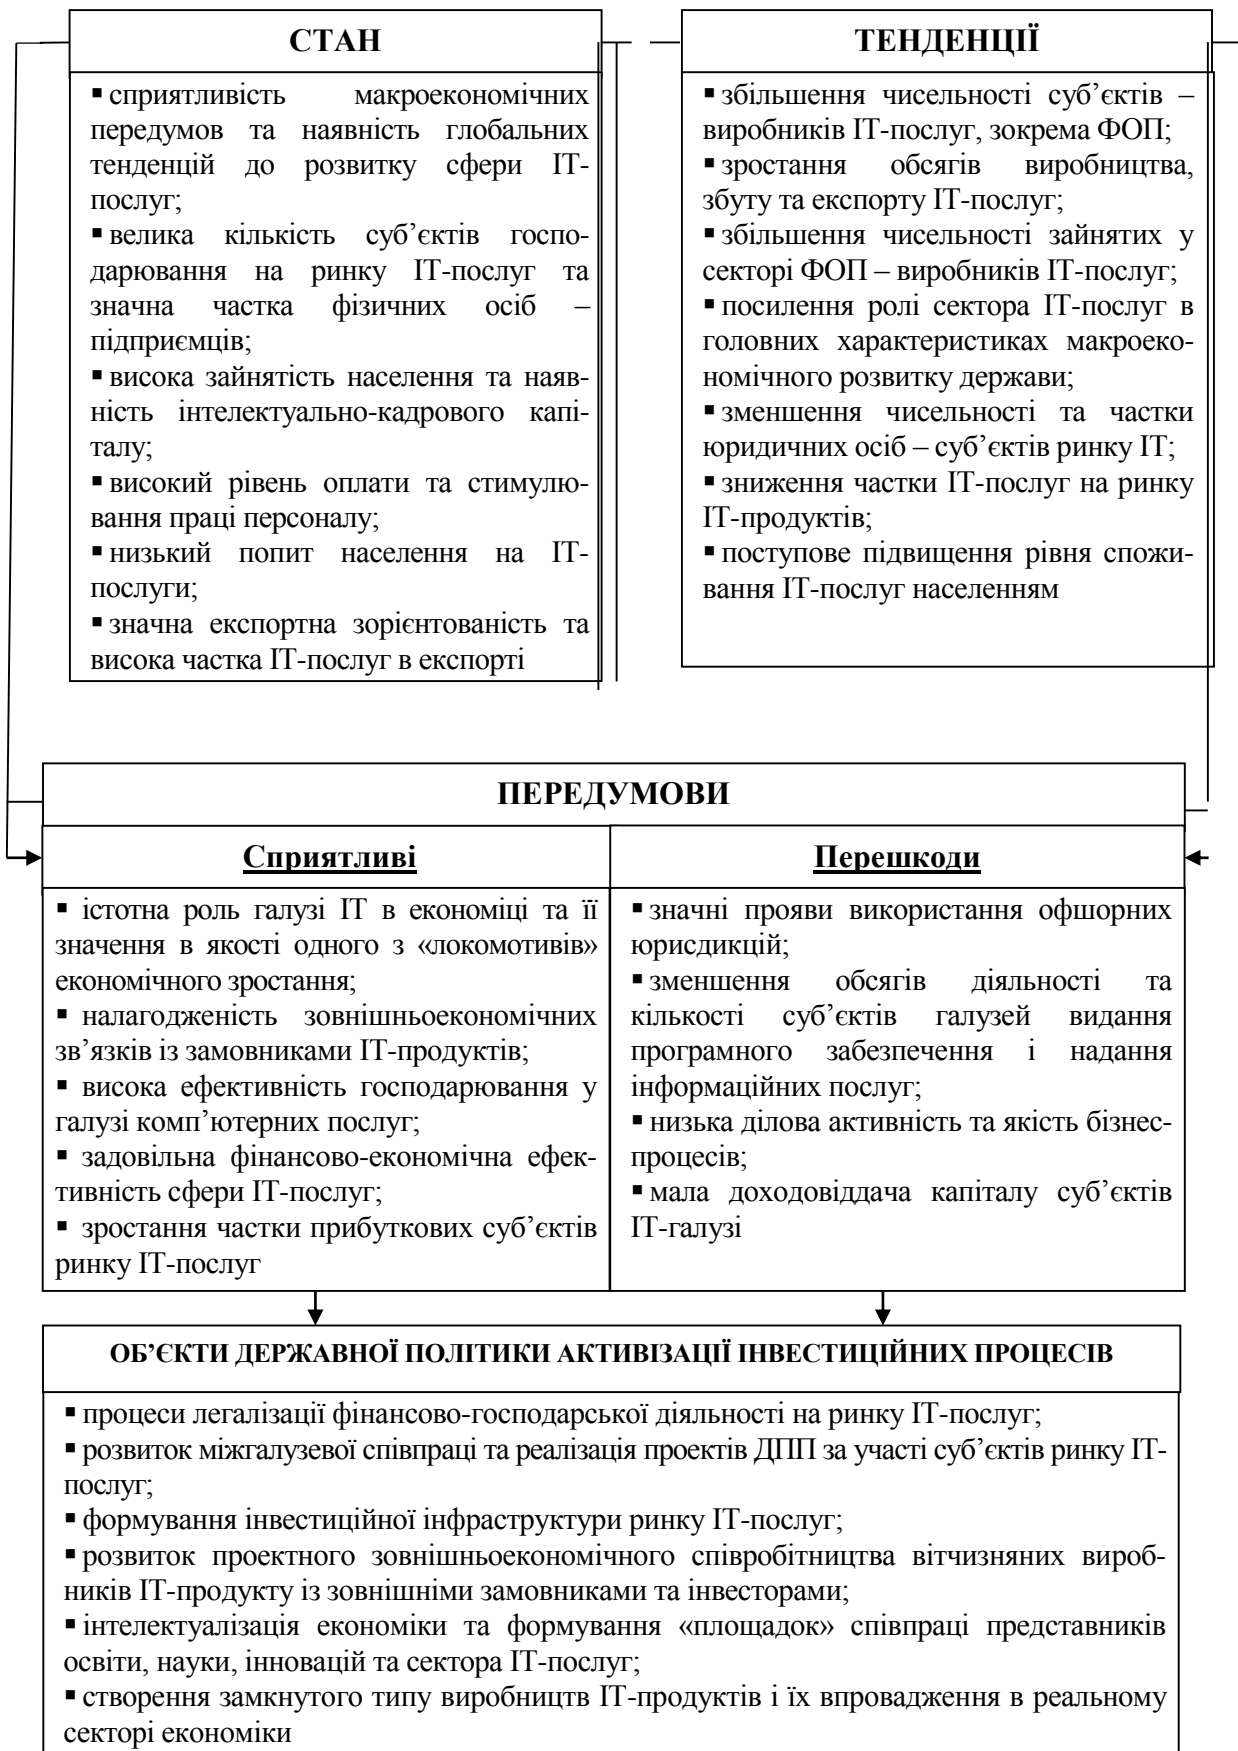 СТАН
▪ сприятливість макроекономічних
передумов та наявність глобальних
тенденцій до розвитку сфери ІТ-
послуг;
▪ велика кількість суб’єктів госпо-
дарювання на ринку ІТ-послуг та
значна частка фізичних осіб –
підприємців;
▪ висока зайнятість населення та наяв-
ність інтелектуально-кадрового капі-
талу;
▪ високий рівень оплати та стимулю-
вання праці персоналу;
▪ низький попит населення на ІТ-
послуги;
▪ значна експортна зорієнтованість та
висока частка ІТ-послуг в експорті
ТЕНДЕНЦІЇ
▪ збільшення чисельності суб’єктів –
виробників ІТ-послуг, зокрема ФОП;
▪ зростання обсягів виробництва,
збуту та експорту ІТ-послуг;
▪ збільшення чисельності зайнятих у
секторі ФОП – виробників ІТ-послуг;
▪ посилення ролі сектора ІТ-послуг в
головних характеристиках макроеко-
номічного розвитку держави;
▪ зменшення чисельності та частки
юридичних осіб – суб’єктів ринку ІТ;
▪ зниження частки ІТ-послуг на ринку
ІТ-продуктів;
▪ поступове підвищення рівня спожи-
вання ІТ-послуг населенням
ПЕРЕДУМОВИ
Сприятливі
▪ істотна роль галузі ІТ в економіці та її
значення в якості одного з «локомотивів»
економічного зростання;
▪ налагодженість зовнішньоекономічних
зв’язків із замовниками ІТ-продуктів;
▪ висока ефективність господарювання у
галузі комп’ютерних послуг;
▪ задовільна фінансово-економічна ефек-
тивність сфери ІТ-послуг;
▪ зростання частки прибуткових суб’єктів
ринку ІТ-послуг
Перешкоди
▪ значні прояви використання офшорних
юрисдикцій;
▪ зменшення обсягів діяльності та
кількості суб’єктів галузей видання
програмного забезпечення і надання
інформаційних послуг;
▪ низька ділова активність та якість бізнес-
процесів;
▪ мала доходовіддача капіталу суб’єктів
ІТ-галузі
ОБ’ЄКТИ ДЕРЖАВНОЇ ПОЛІТИКИ АКТИВІЗАЦІЇ ІНВЕСТИЦІЙНИХ ПРОЦЕСІВ
▪ процеси легалізації фінансово-господарської діяльності на ринку ІТ-послуг;
▪ розвиток міжгалузевої співпраці та реалізація проектів ДПП за участі суб’єктів ринку ІТ-
послуг;
▪ формування інвестиційної інфраструктури ринку ІТ-послуг;
▪ розвиток проектного зовнішньоекономічного співробітництва вітчизняних вироб-
ників ІТ-продукту із зовнішніми замовниками та інвесторами;
▪ інтелектуалізація економіки та формування «площадок» співпраці представників
освіти, науки, інновацій та сектора ІТ-послуг;
▪ створення замкнутого типу виробництв ІТ-продуктів і їх впровадження в реальному
секторі економіки